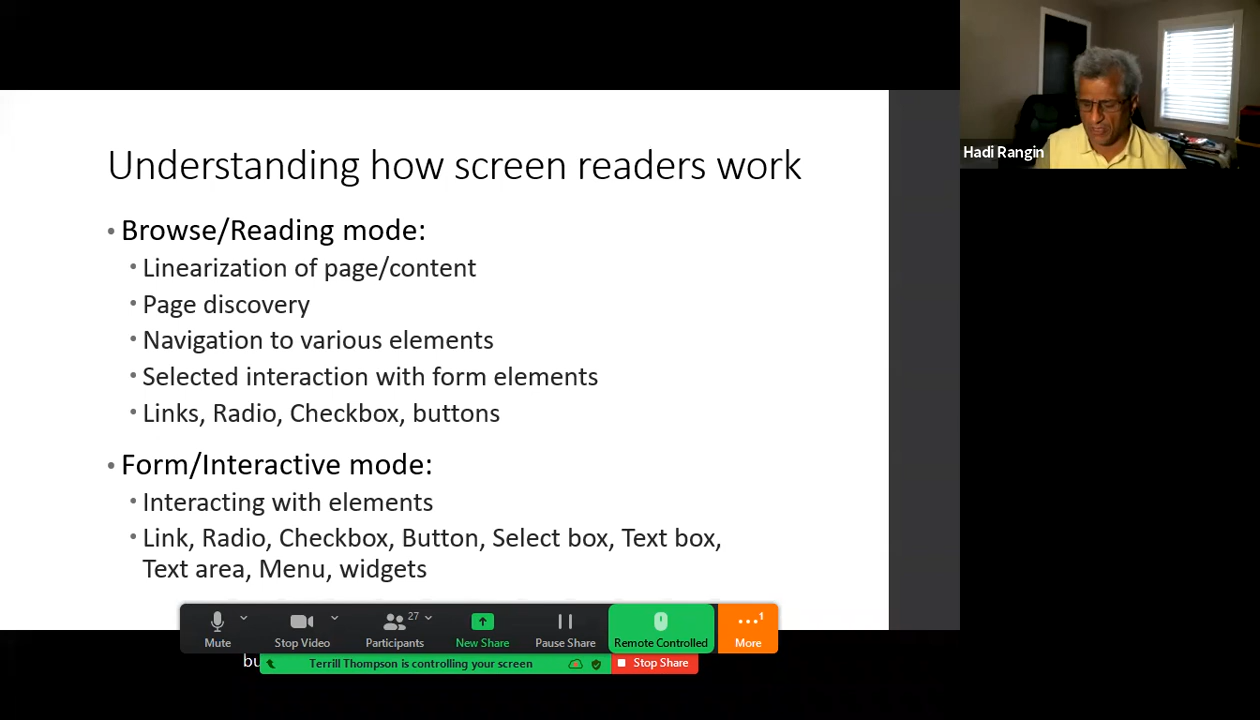 Understanding how screen readers work
• Browse/Reading mode:
• Linearization of page/content
• Page discovery
• Navigation to various elements
• Selected interaction with form elements
• Links, Radio, Checkbox, buttons
• Form/Interactive mode:
• Interacting with elements
• Link, Radio, Checkbox, Button, Select box, Text box,
Text area, Menu, widgets
Hadi Rangin
27
1
Mute
Stop Video
Participants
New Share
Pause Share
Remote Controlled
More
Terrill Thompson is controlling your screen
Stop Share